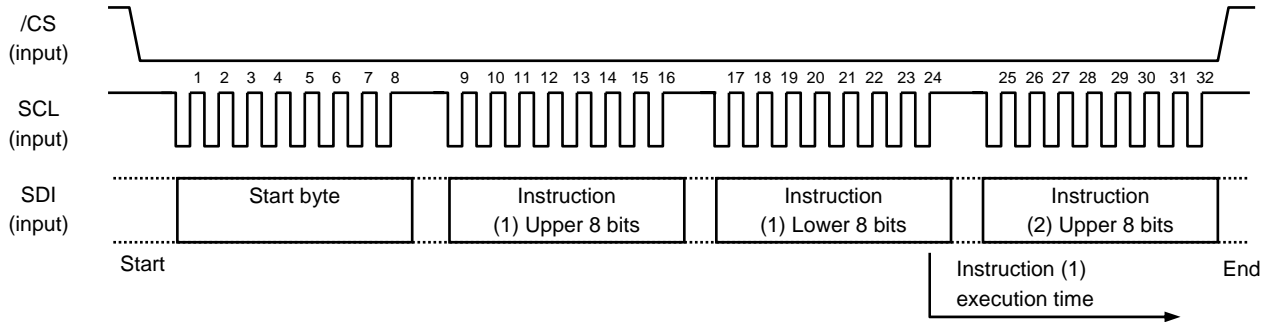 /CS
(input)
1 2 3 4 5 6 7 8 9 10 11 12 13 14 15 16 17 18 19 20 21 22 23 24 25 26 27 28 29 30 31 32
SCL
(input)
SDI
(input)
Start byte
Instruction
(1) Upper 8 bits
Instruction
(1) Lower 8 bits
Instruction
(2) Upper 8 bits
Start
Instruction (1)
execution time
End